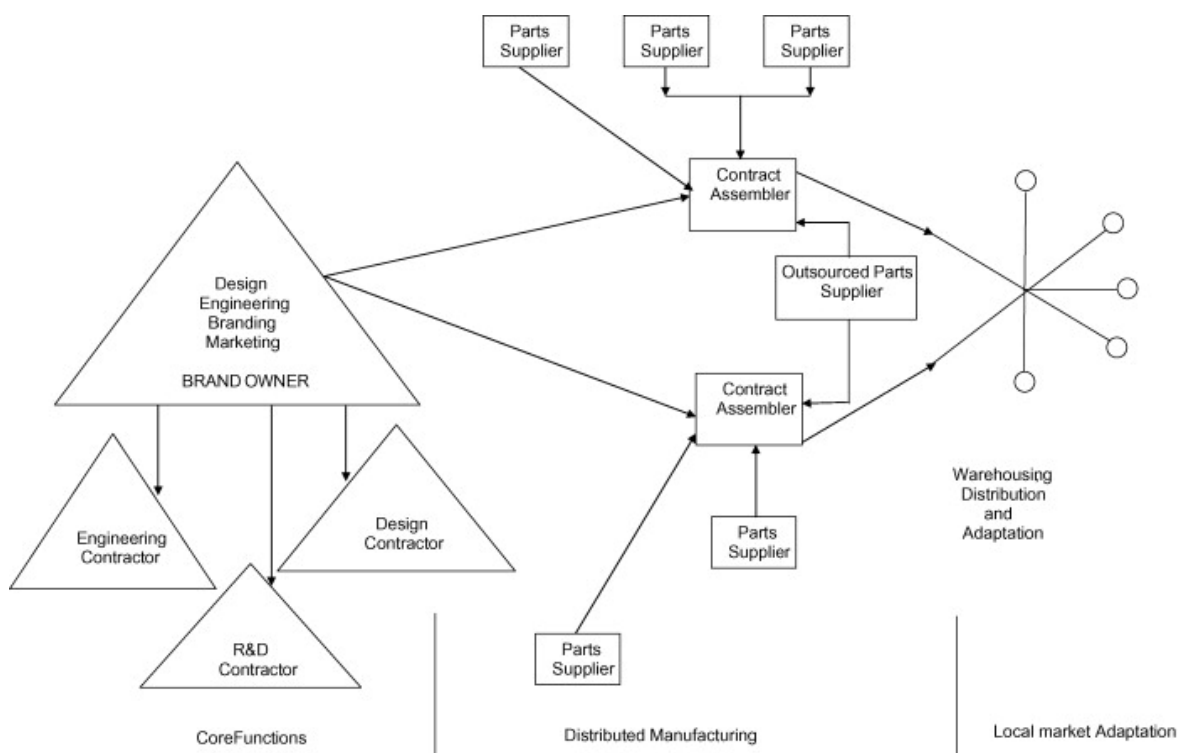 Parts
Supplier
Parts
Supplier
Parts
Supplier
Contract
Assembler
Design
Engineering
Branding
Marketing
BRAND OWNER
Outsourced Parts
Supplier
Contract
Assembler
Engineering
Contractor
Design
Contractor
R&D
Contractor
Parts
Supplier
Parts
Supplier
Warehousing
Distribution
and
Adaptation
CoreFunctions
Distributed Manufacturing
Local market Adaptation